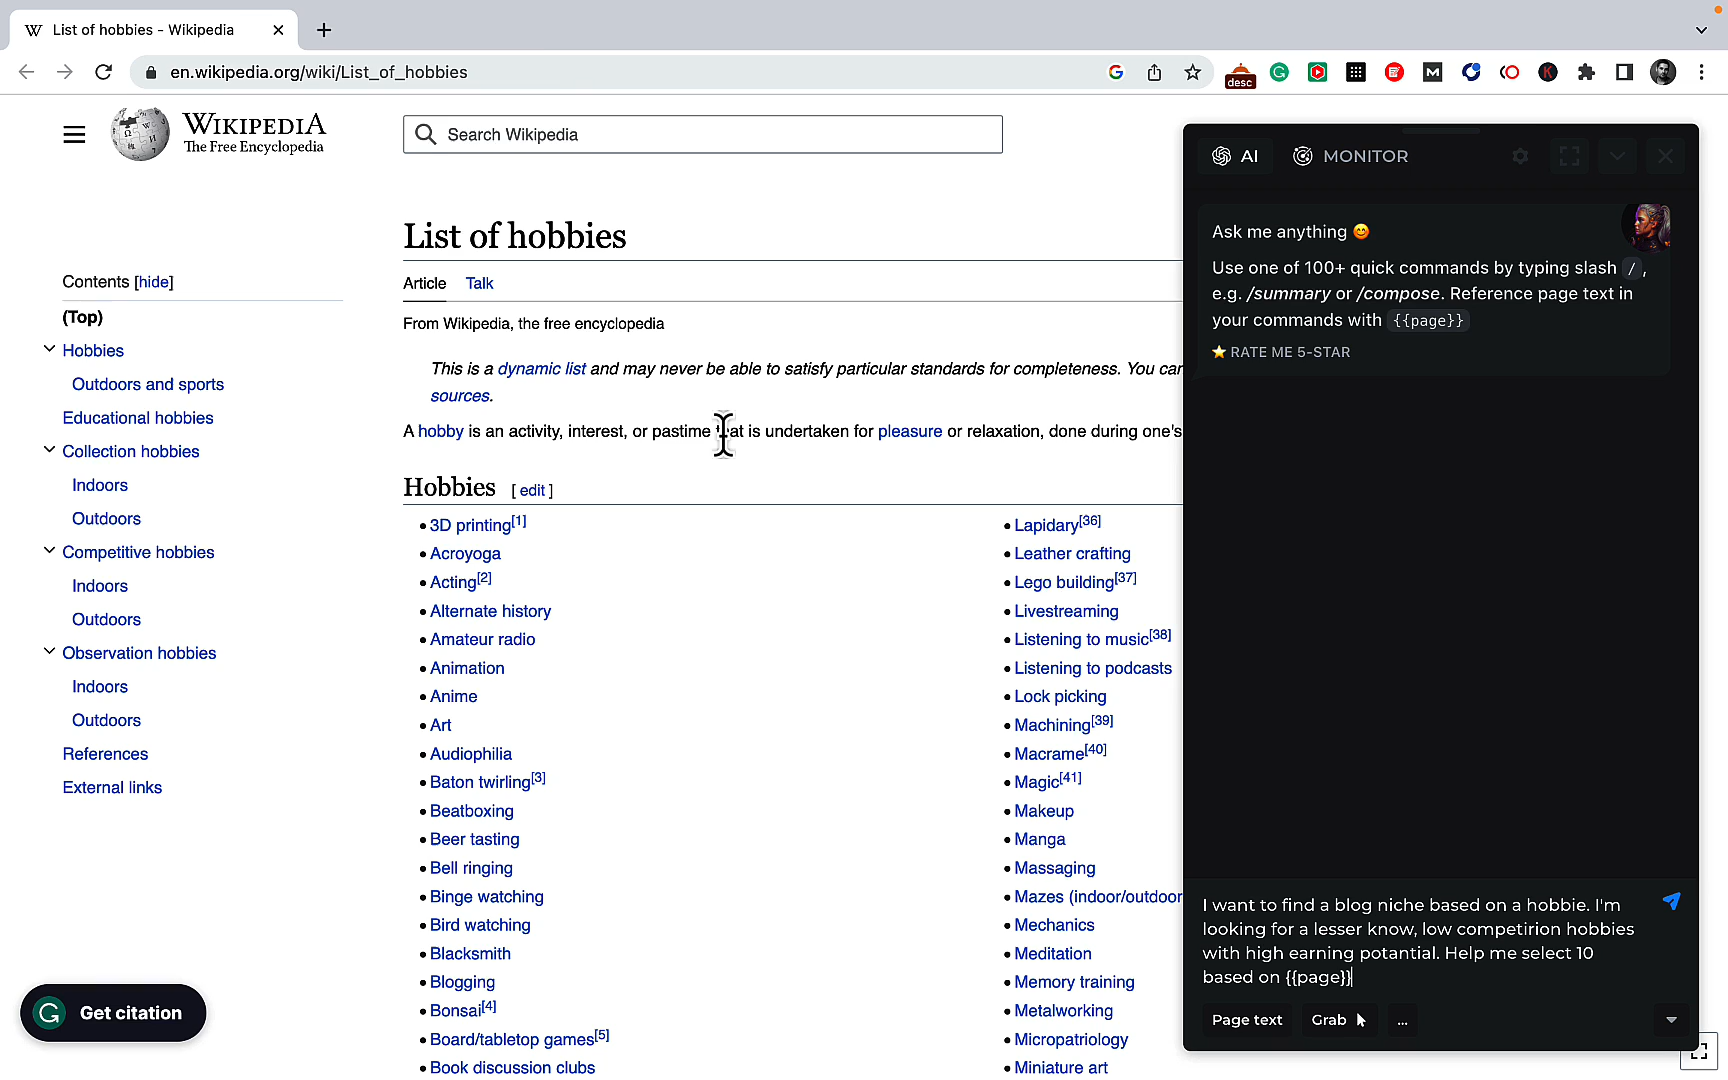 List of hobbies - Wikipedia
en.wikipedia.org/wiki/List_of_hobbies
desc
WIKIPEDIA
The Free Encyclopedia
Search Wikipedia
List of hobbies
Article Talk
From Wikipedia, the free encyclopedia
This is a dynamic list and may never be able to satisfy particular standards for completeness. You can
sources.
A hobby is an activity, interest, or pastime at is undertaken for pleasure or relaxation, done during one's
Contents [hide]
(Top)
Hobbies
Outdoors and sports
Educational hobbies
Collection hobbies
Indoors
Outdoors
Competitive hobbies
Indoors
Outdoors
Observation hobbies
Indoors
Outdoors
References
External links
Hobbies [ edit ]
3D printing[1]
Acroyoga
Acting[2]
Alternate history
Amateur radio
Animation
Anime
Art
Audiophilia
Baton twirling[3]
Beatboxing
Beer tasting
Bell ringing
Binge watching
Bird watching
Blacksmith
Blogging
Bonsai[4]
Board/tabletop games[5]
Book discussion clubs
Lapidary[36]
Leather crafting
Lego building[37]
Livestreaming
Listening to music[38]
Listening to podcasts
Lock picking
Machining[39]
Macrame[40]
Magic[41]
Makeup
Manga
Massaging
Mazes (indoor/outdoor
Mechanics
Meditation
Memory training
Metalworking
Micropatriology
Miniature art
Get citation
AI MONITOR
Ask me anything 😊
Use one of 100+ quick commands by typing slash / ,
e.g. /summary or /compose. Reference page text in
your commands with {{page}}
⭐ RATE ME 5-STAR
I want to find a blog niche based on a hobbie. I'm
looking for a lesser know, low competirion hobbies
with high earning potantial. Help me select 10
based on {{page}}
Page text Grab ...